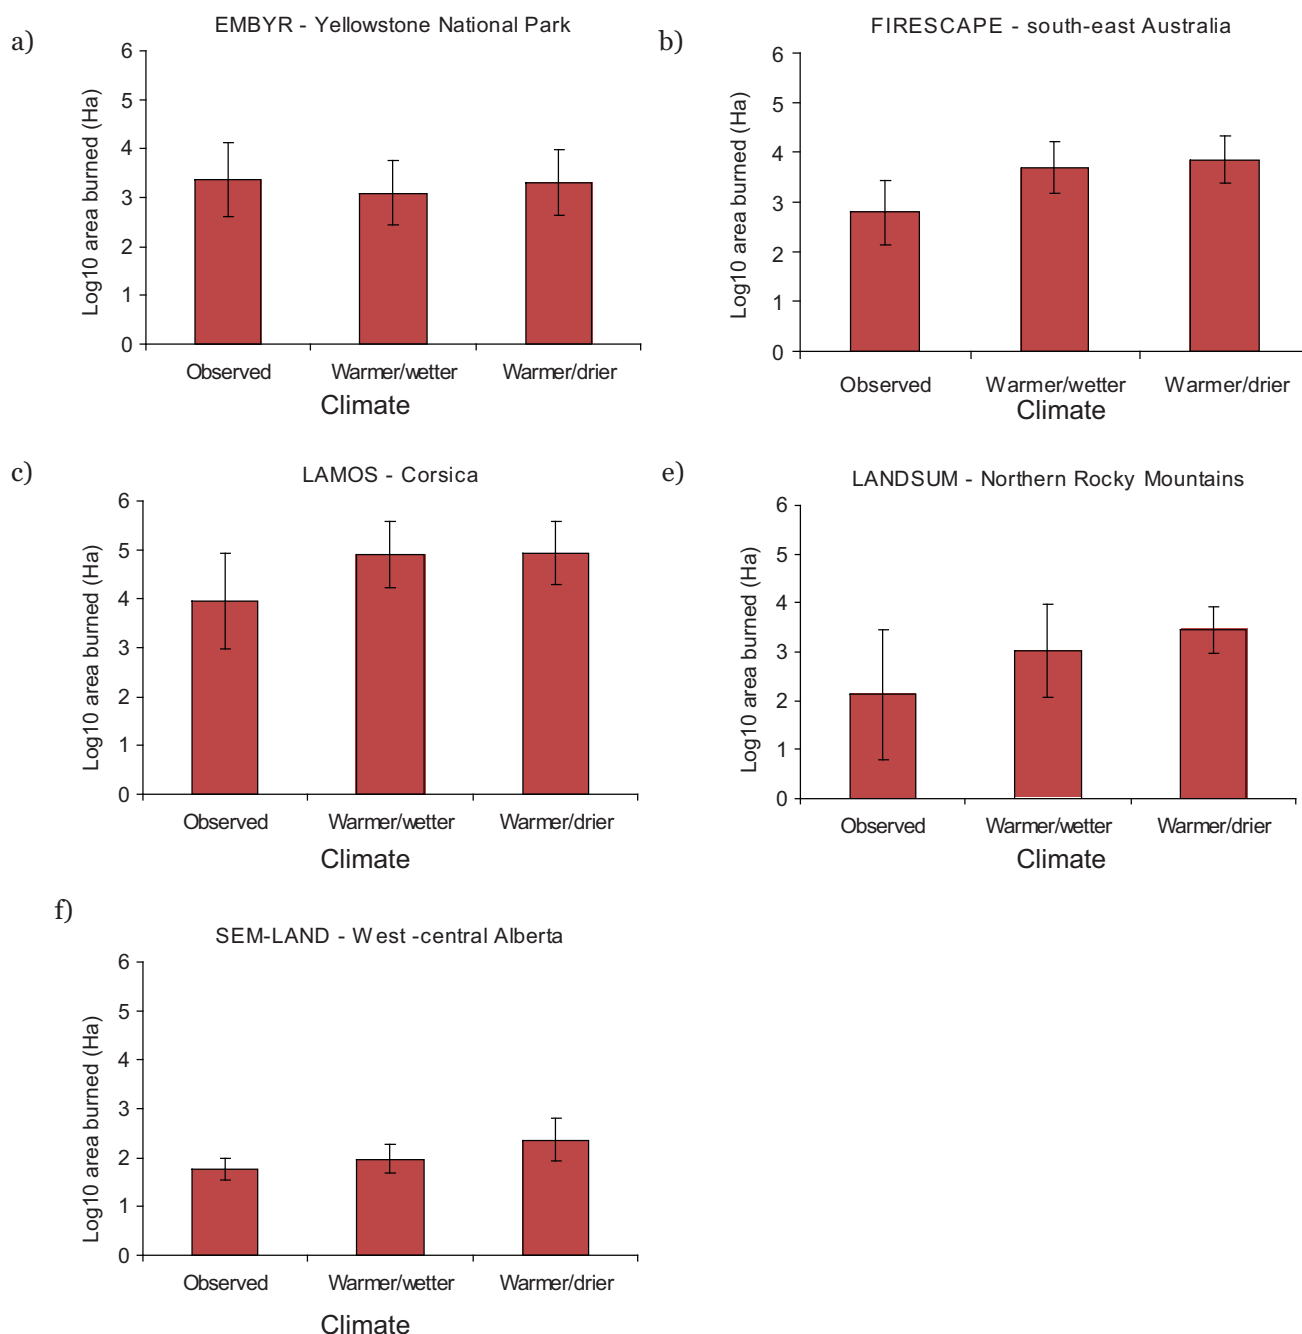 a)
EMBYR - Yellowstone National Park
Log10 area burned (Ha)
6
5
4
3
2
1
0
Observed Warmer/wetter Warmer/drier
Climate
b)
FIRESCAPE - south-east Australia
Log10 area burned (Ha)
6
5
4
3
2
1
0
Observed Warmer/wetter Warmer/drier
Climate
c)
LAMOS - Corsica
Log10 area burned (Ha)
6
5
4
3
2
1
0
Observed Warmer/wetter Warmer/drier
Climate
e)
LANDSUM - Northern Rocky Mountains
Log10 area burned (Ha)
6
5
4
3
2
1
0
Observed Warmer/wetter Warmer/drier
Climate
f)
SEM-LAND - West -central Alberta
Log10 area burned (Ha)
6
5
4
3
2
1
0
Observed Warmer/wetter Warmer/drier
Climate